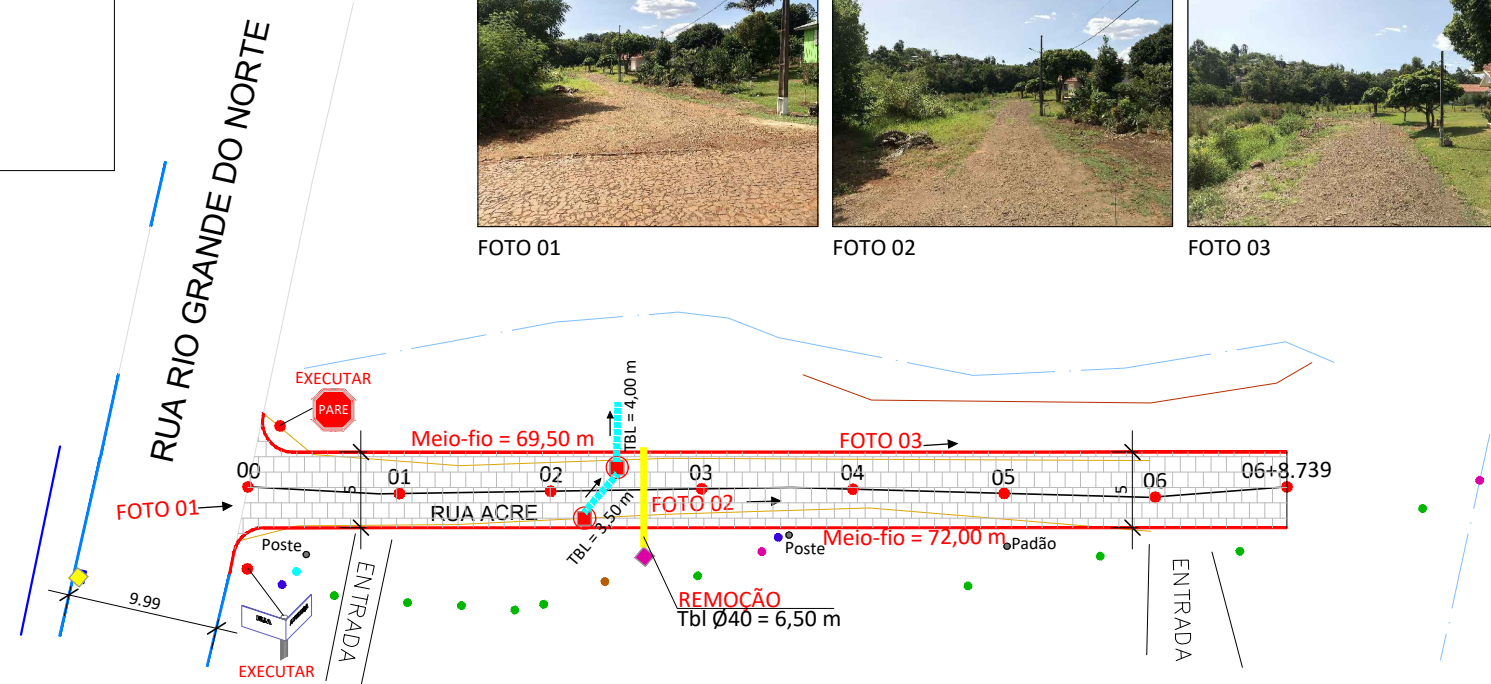 FOTO 01
FOTO 02
FOTO 03
RUA RIO GRANDE DO NORTE
EXECUTAR
PARE
Meio-fio = 69,50 m
TBL = 4,00 m
FOTO 03
00
01
02
03
04
05
06
06+8.739
5
5
FOTO 01
RUA ACRE
FOTO 02
TBL = 3,50 m
Meio-fio = 72,00 m
Poste
Poste
Padão
ENTRADA
ENTRADA
9.99
REMOÇÃO
Tbl Ø40 = 6,50 m
EXECUTAR